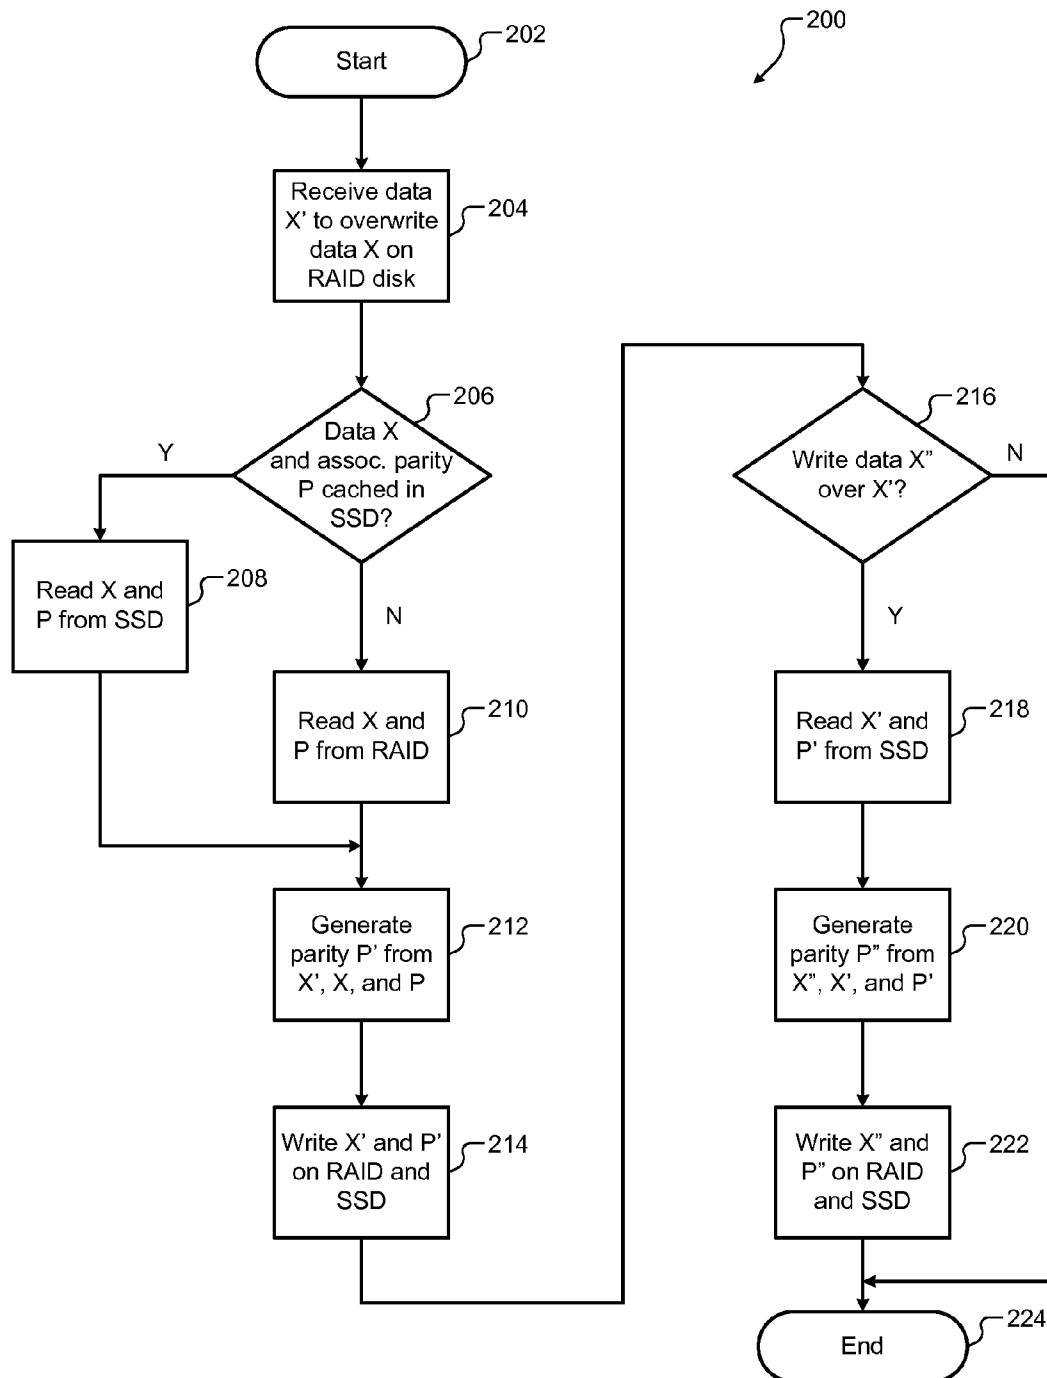 200
Start
202
Receive data
X' to overwrite
data X on
RAID disk
204
Data X
and assoc. parity
P cached in
SSD?
206
Y
N
Read X and
P from SSD
208
Read X and
P from RAID
210
Generate
parity P' from
X', X, and P
212
Write X' and P'
on RAID and
SSD
214
Write data X”
over X'?
216
N
Y
Read X' and
P' from SSD
218
Generate
parity P” from
X”, X', and P'
220
Write X” and
P” on RAID
and SSD
222
End
224